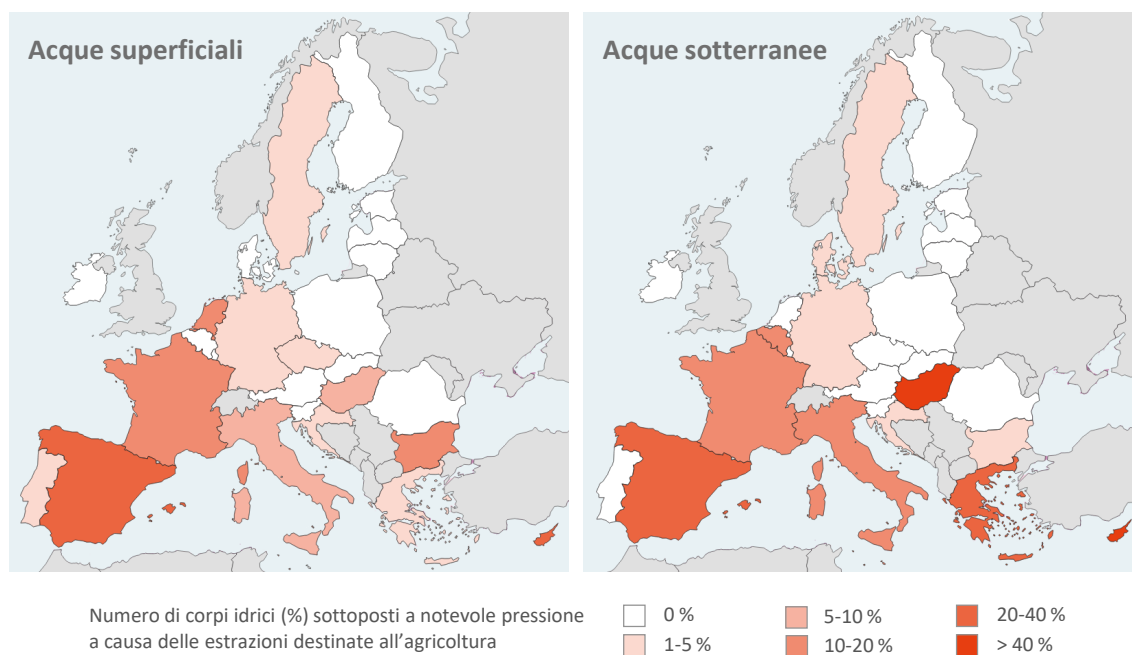 Acque superficiali
Acque sotterranee
Numero di corpi idrici (%) sottoposti a notevole pressione
a causa delle estrazioni destinate all’agricoltura
0 %
1-5 %
5-10 %
10-20 %
20-40 %
> 40 %